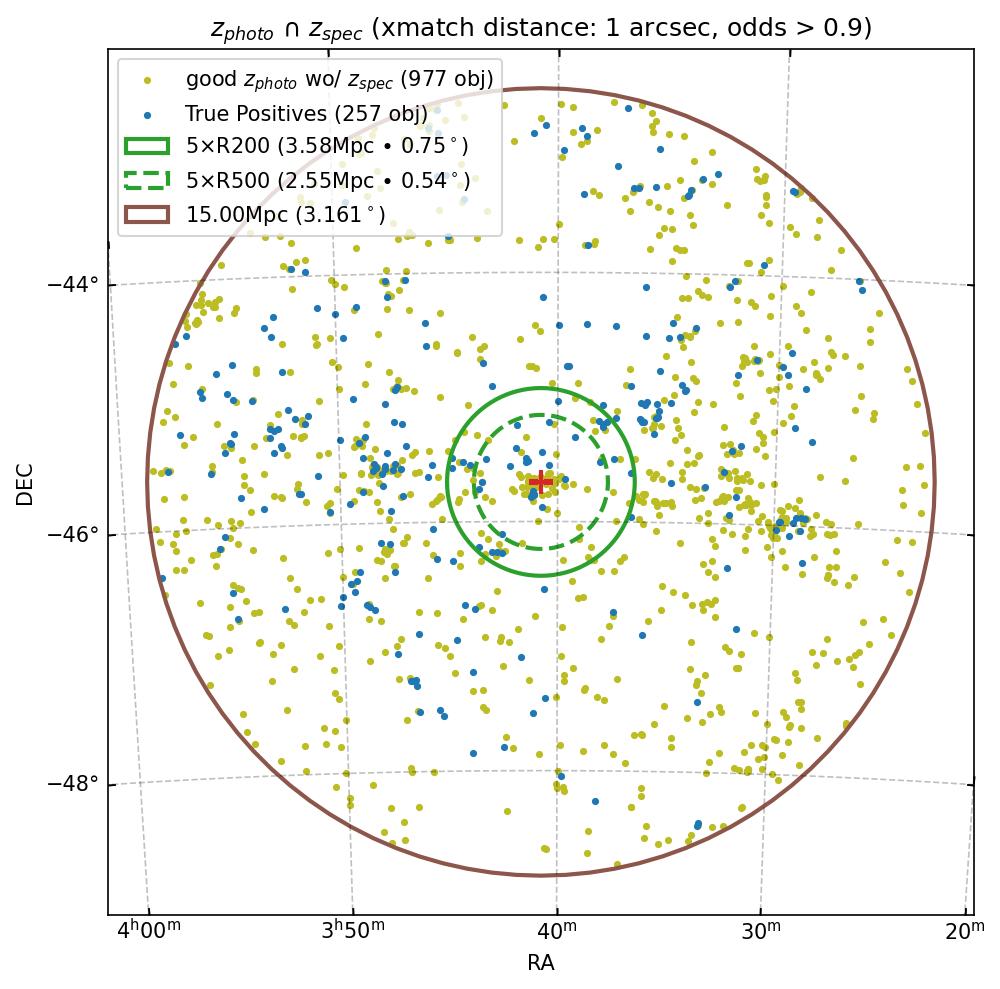 z_photo ∩ z_spec (xmatch distance: 1 arcsec, odds > 0.9)
good z_photo wo/ z_spec (977 obj)
True Positives (257 obj)
5×R200 (3.58Mpc • 0.75°)
5×R500 (2.55Mpc • 0.54°)
15.00Mpc (3.161°)
−44°
−46°
−48°
DEC
4ʰ00ᵐ 3ʰ50ᵐ 40ᵐ 30ᵐ 20ᵐ
RA